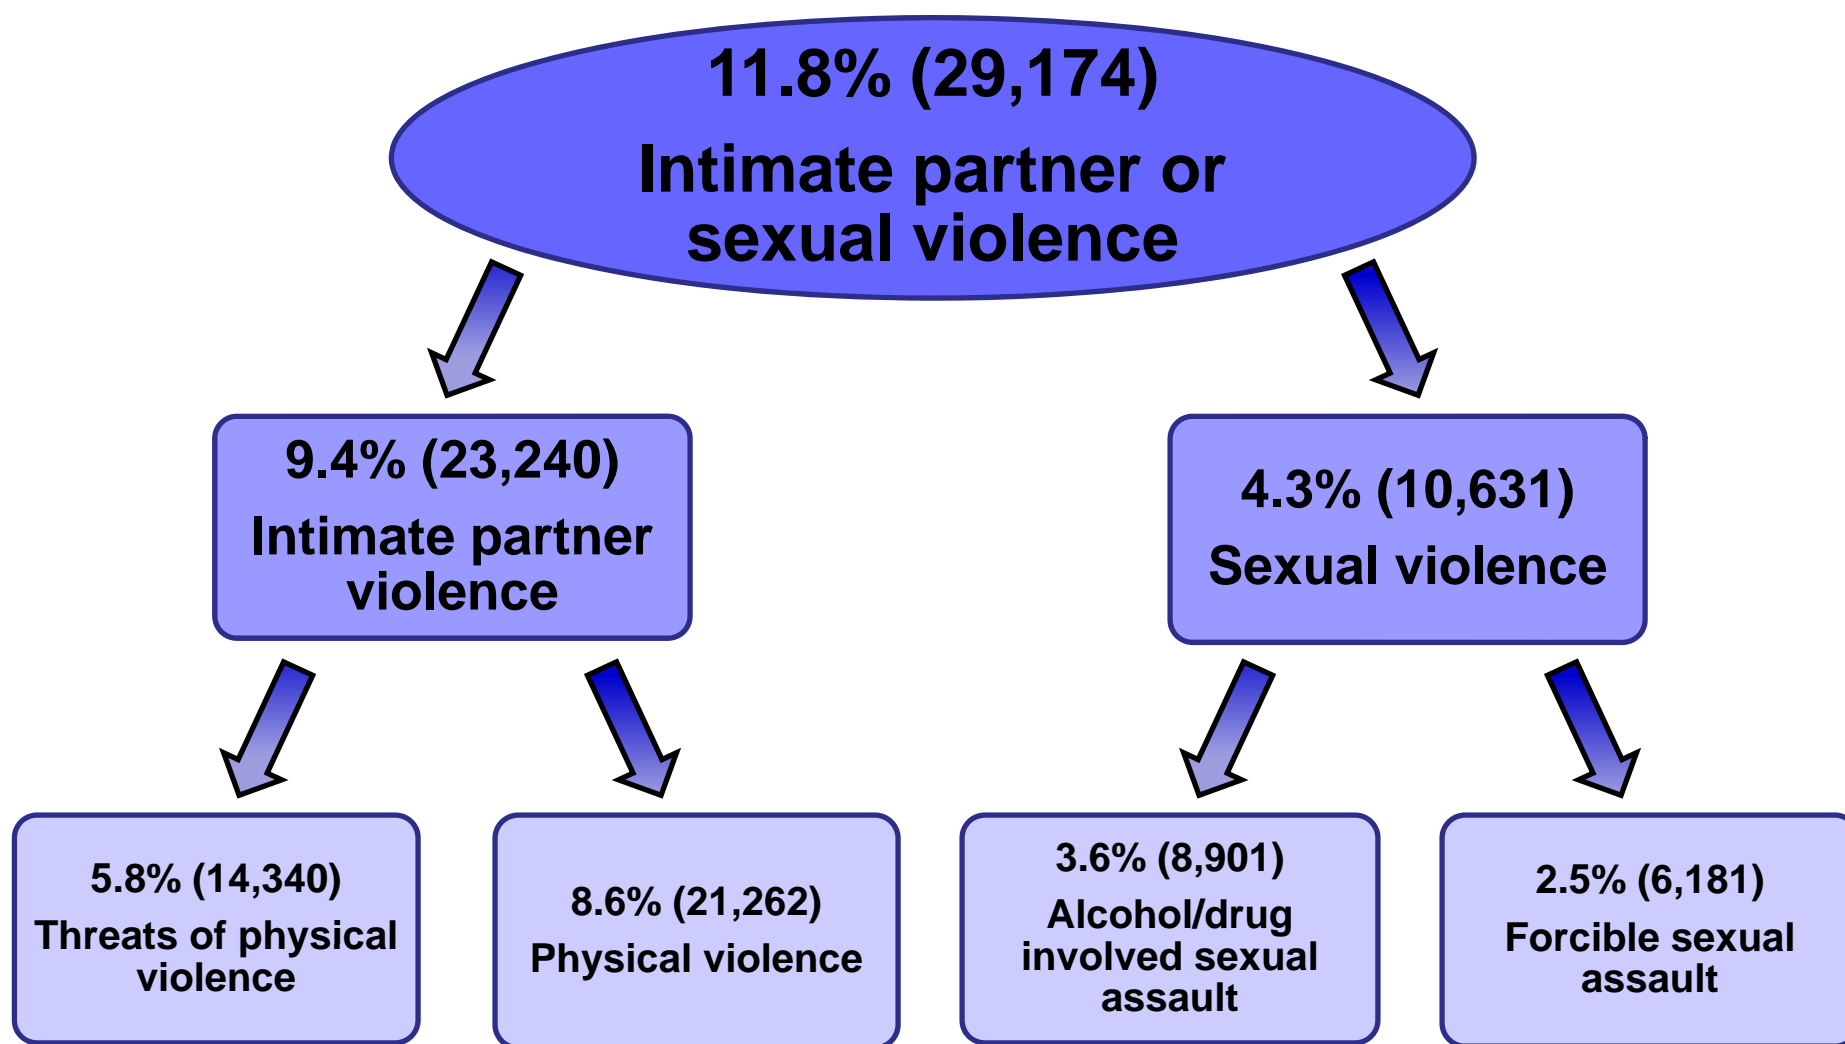 11.8% (29,174)
Intimate partner or
sexual violence
9.4% (23,240)
Intimate partner
violence
4.3% (10,631)
Sexual violence
5.8% (14,340)
Threats of physical
violence
8.6% (21,262)
Physical violence
3.6% (8,901)
Alcohol/drug
involved sexual
assault
2.5% (6,181)
Forcible sexual
assault